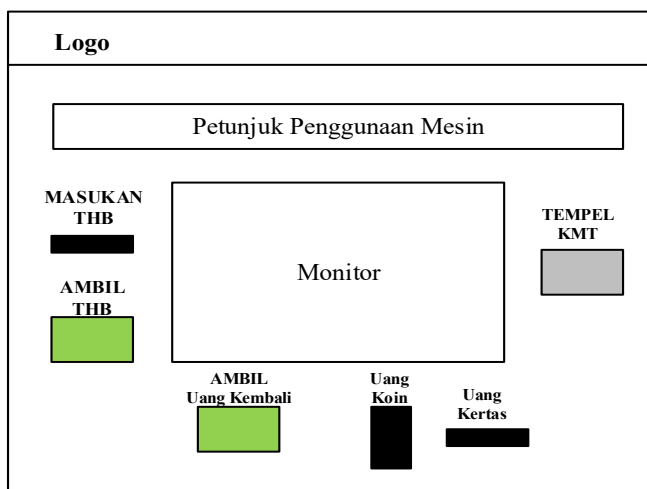 Logo
Petunjuk Penggunaan Mesin
MASUKAN
THB
TEMPEL
KMT
Monitor
AMBIL
THB
AMBIL
Uang Kembali
Uang
Koin
Uang
Kertas